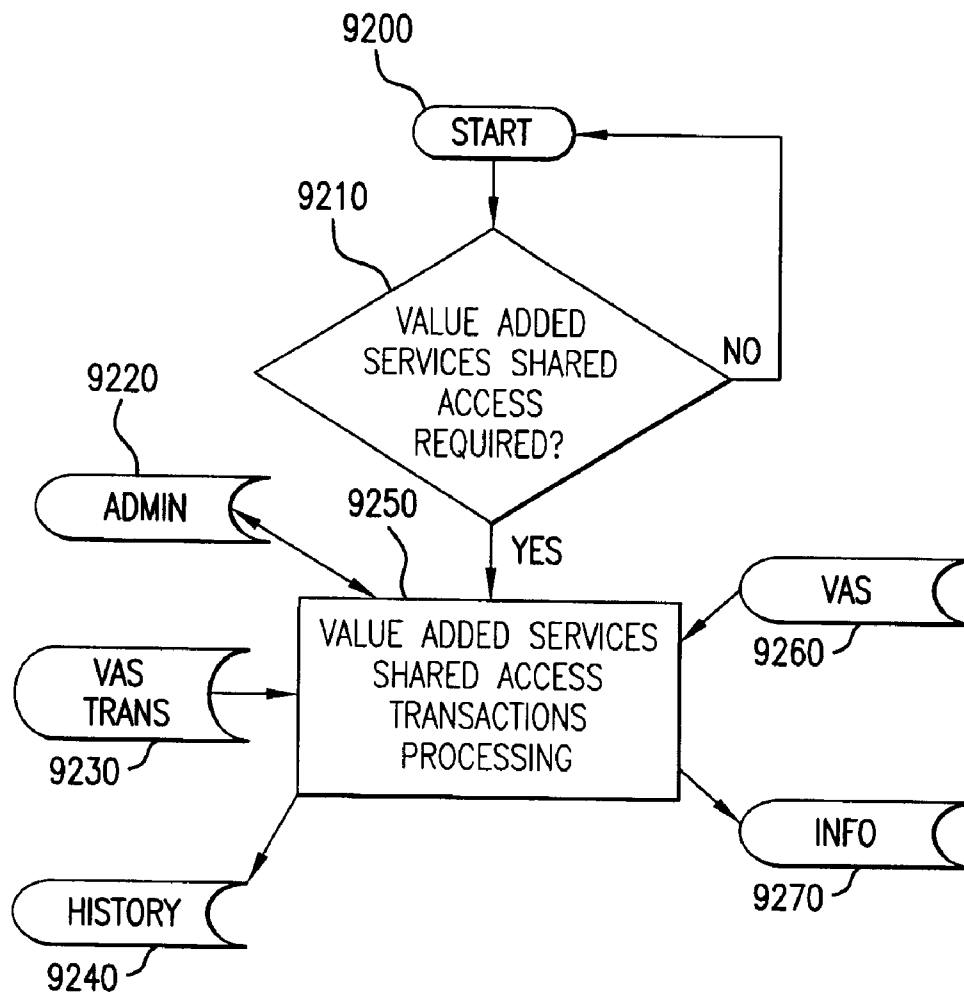 9200
START
9210
VALUE ADDED
SERVICES SHARED
ACCESS
REQUIRED?
NO
9220
ADMIN
9250
YES
VALUE ADDED SERVICES
SHARED ACCESS
TRANSACTIONS
PROCESSING
VAS
9260
VAS
TRANS
9230
INFO
9270
HISTORY
9240